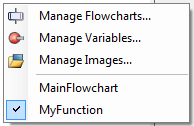 Manage Flowcharts...
Manage Variables...
Manage Images...
MainFlowchart
MyFunction